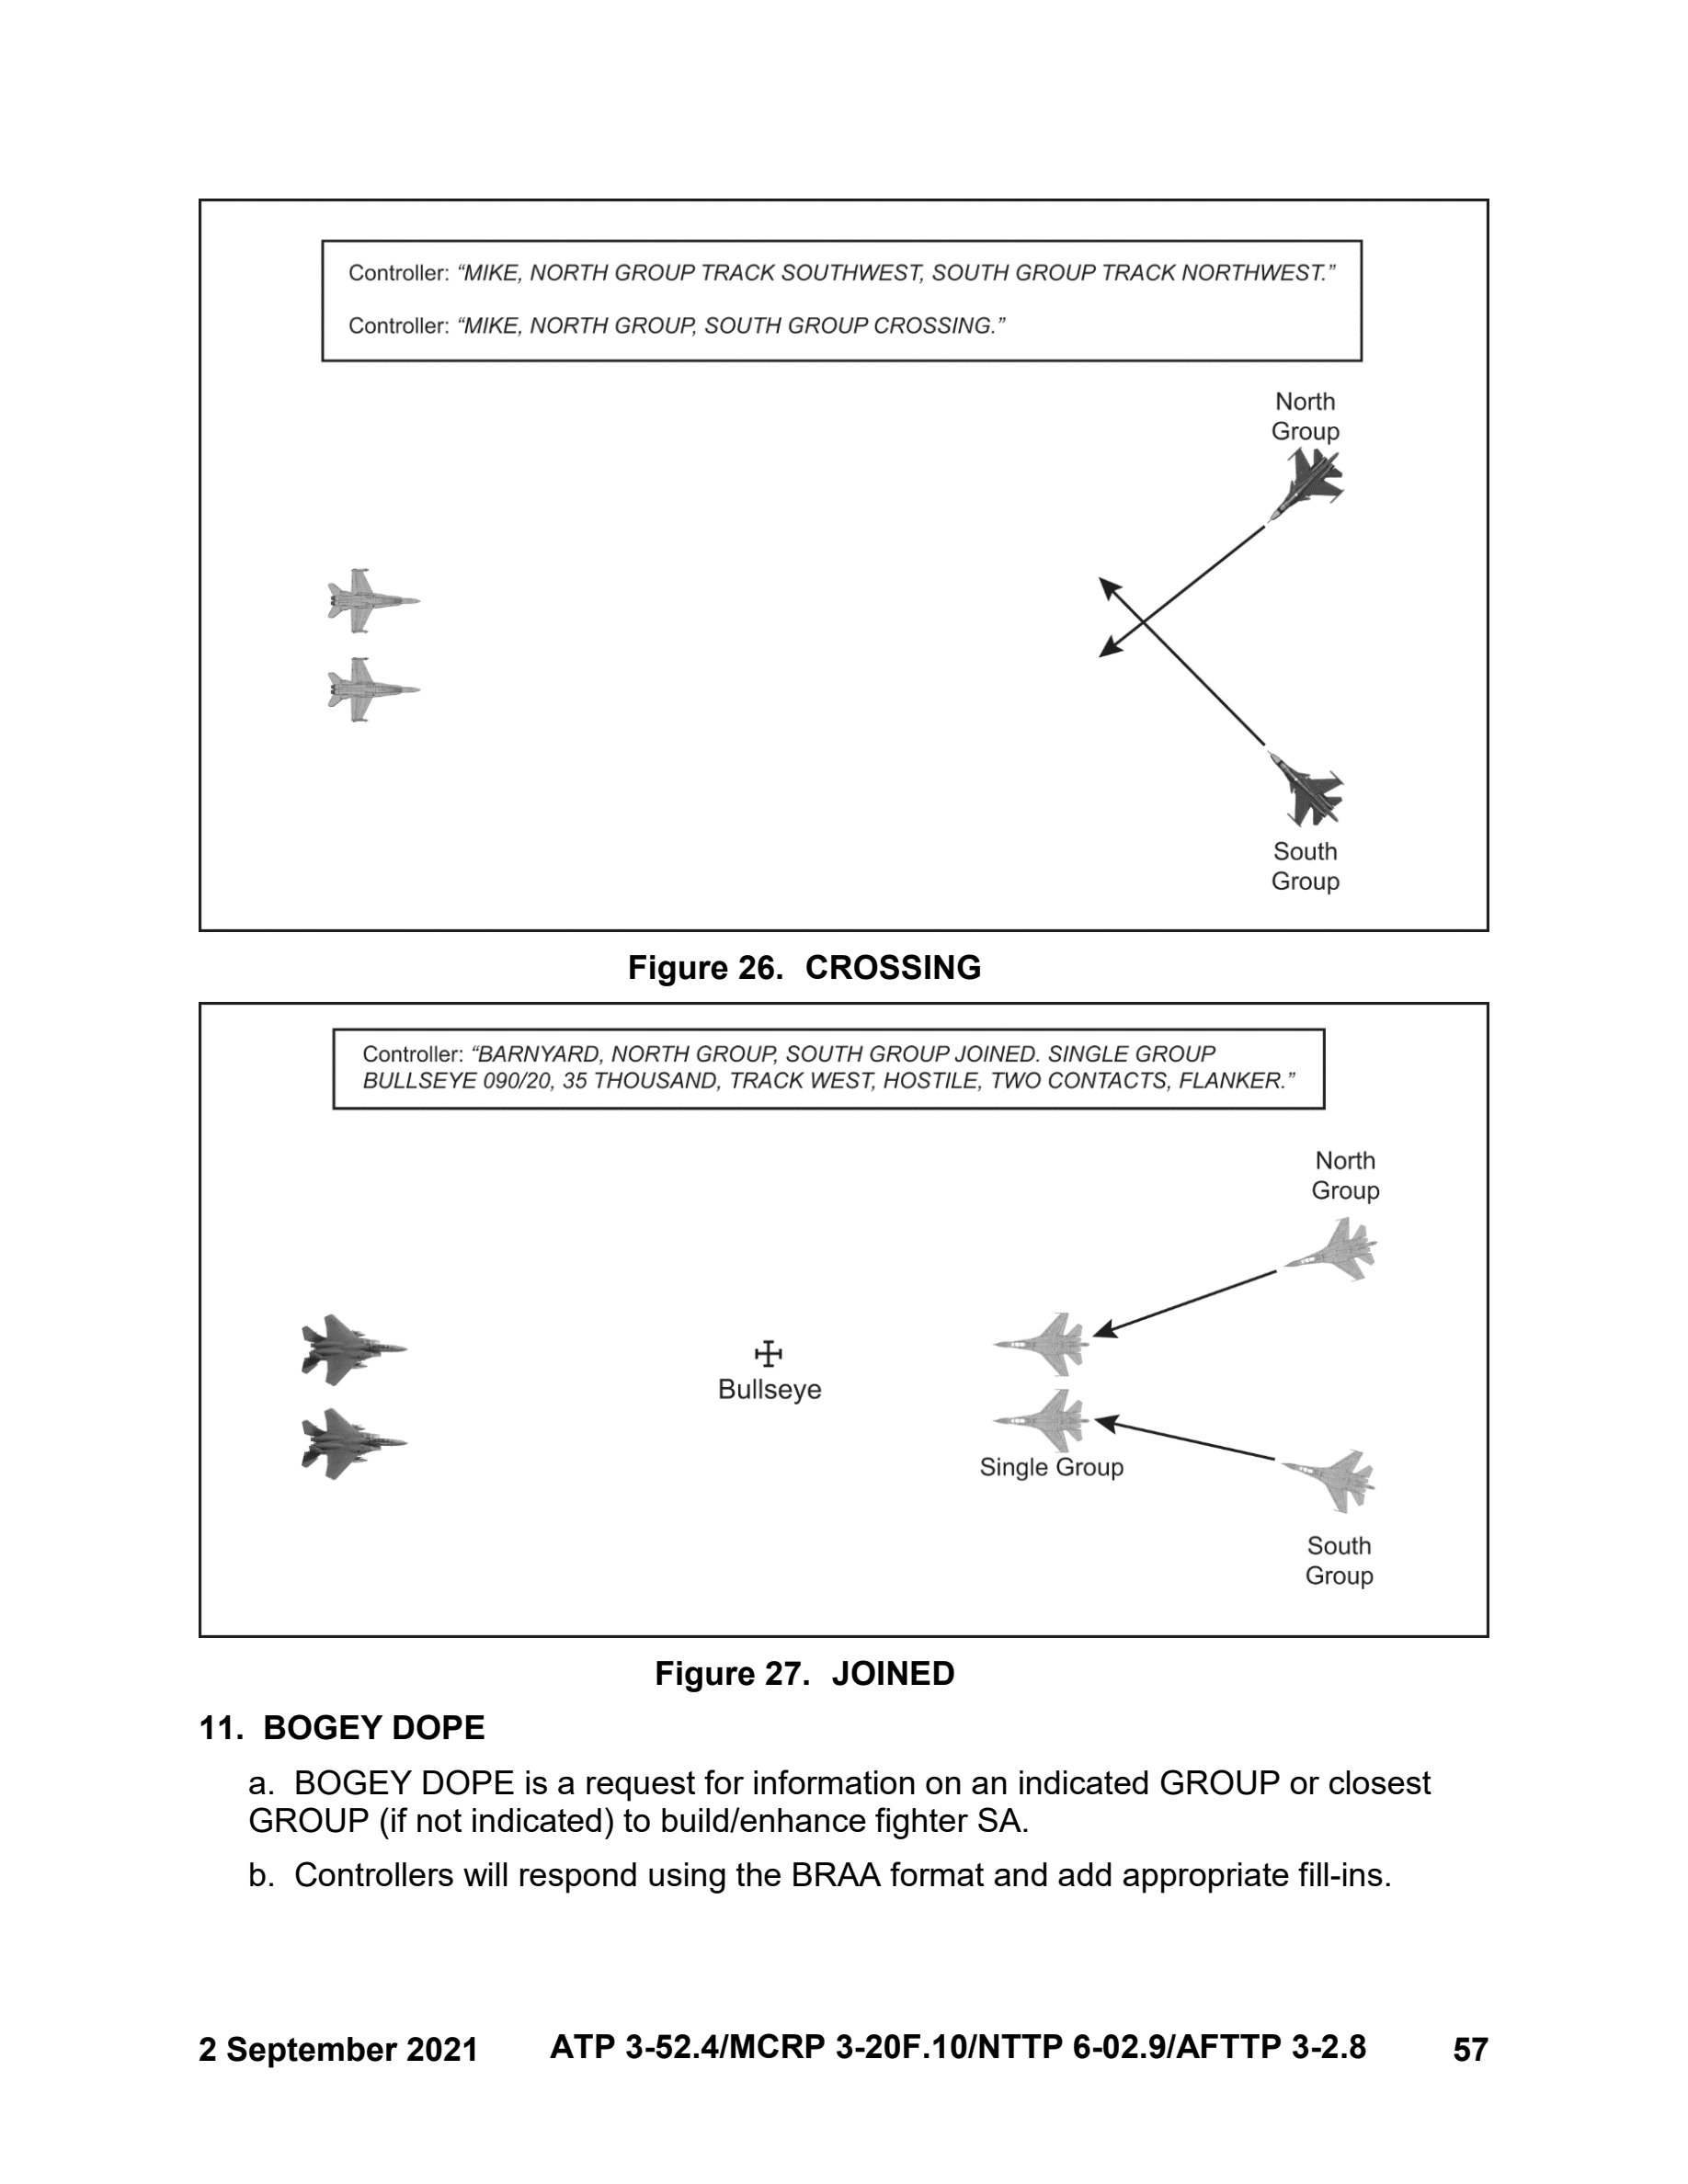 Controller: “MIKE, NORTH GROUP TRACK SOUTHWEST, SOUTH GROUP TRACK NORTHWEST.”
Controller: “MIKE, NORTH GROUP, SOUTH GROUP CROSSING.”
North
Group
South
Group
Figure 26.  CROSSING
Controller: “BARNYARD, NORTH GROUP, SOUTH GROUP JOINED. SINGLE GROUP
BULLSEYE 090/20, 35 THOUSAND, TRACK WEST, HOSTILE, TWO CONTACTS, FLANKER.”
North
Group
Bullseye
Single Group
South
Group
Figure 27.  JOINED
11.  BOGEY DOPE
a.  BOGEY DOPE is a request for information on an indicated GROUP or closest
GROUP (if not indicated) to build/enhance fighter SA.
b.  Controllers will respond using the BRAA format and add appropriate fill-ins.
2 September 2021 ATP 3-52.4/MCRP 3-20F.10/NTTP 6-02.9/AFTTP 3-2.8 57